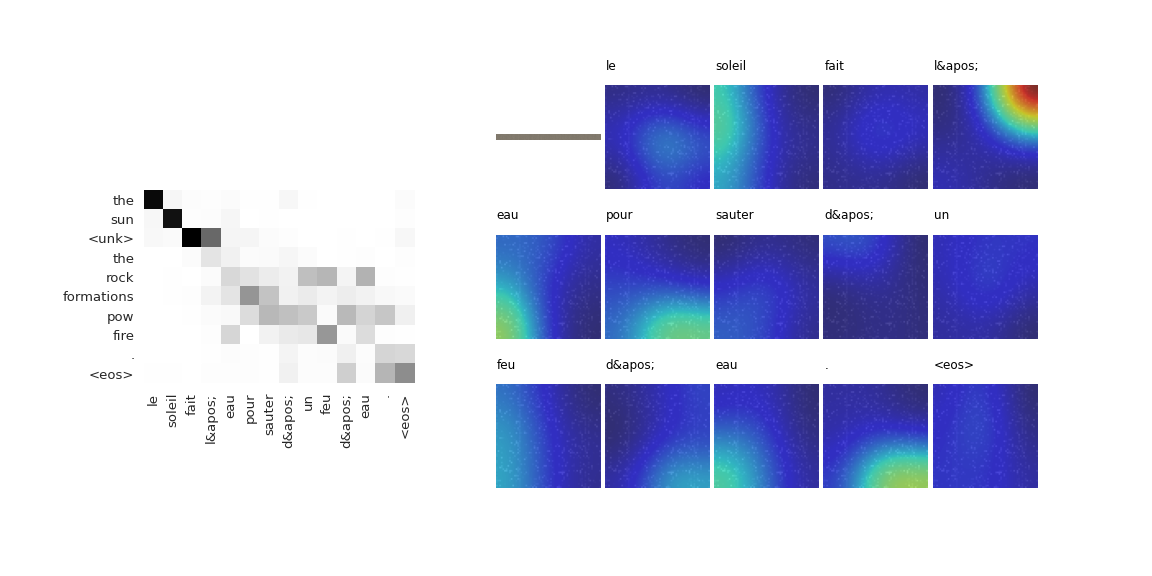 the
sun
<unk>
the
rock
formations
pow
fire
.
<eos>
le
soleil
fait
l&apos;
eau
pour
sauter
d&apos;
un
feu
d&apos;
eau
.
<eos>
le soleil fait l&apos;
eau pour sauter d&apos; un
feu d&apos; eau . <eos>